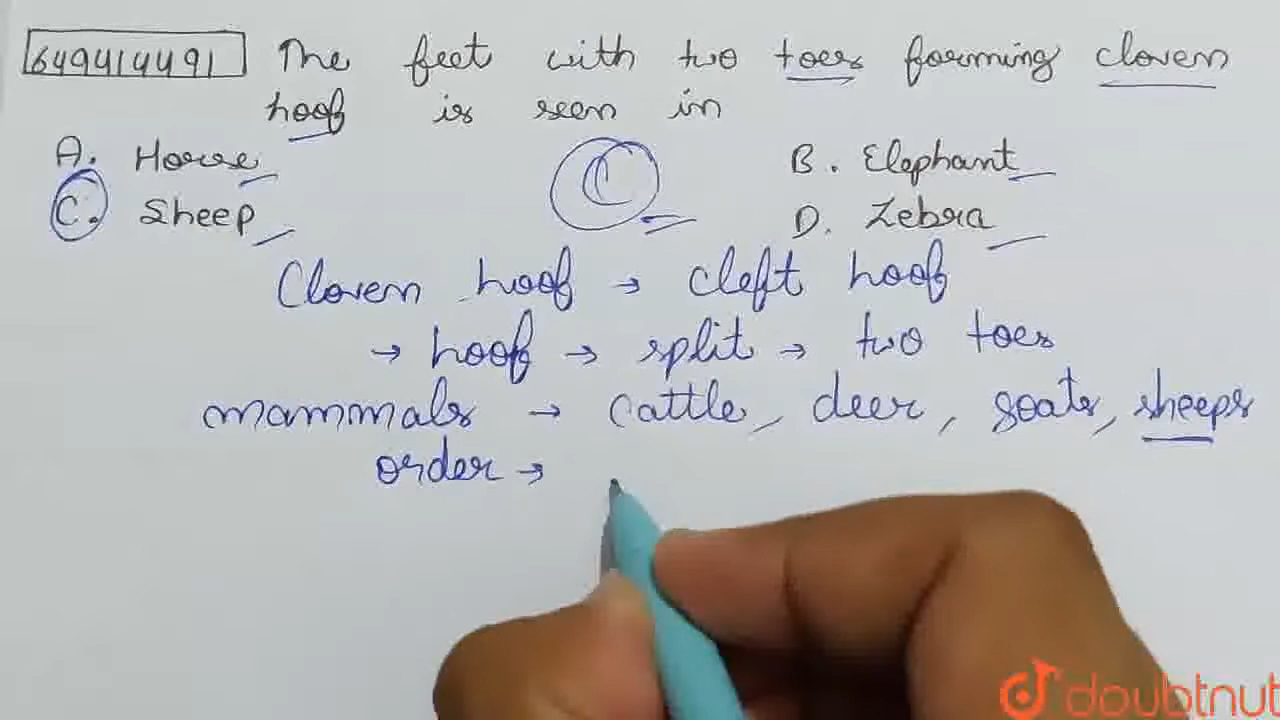 649414491 The feet with two toes forming cloven
hoof is seen in
A. Horse B. Elephant
C. Sheep C D. Zebra
Cloven hoof → cleft hoof
→ hoof → split → two toes
mammals → cattle, deer, goats, sheeps
order →
doubtnut